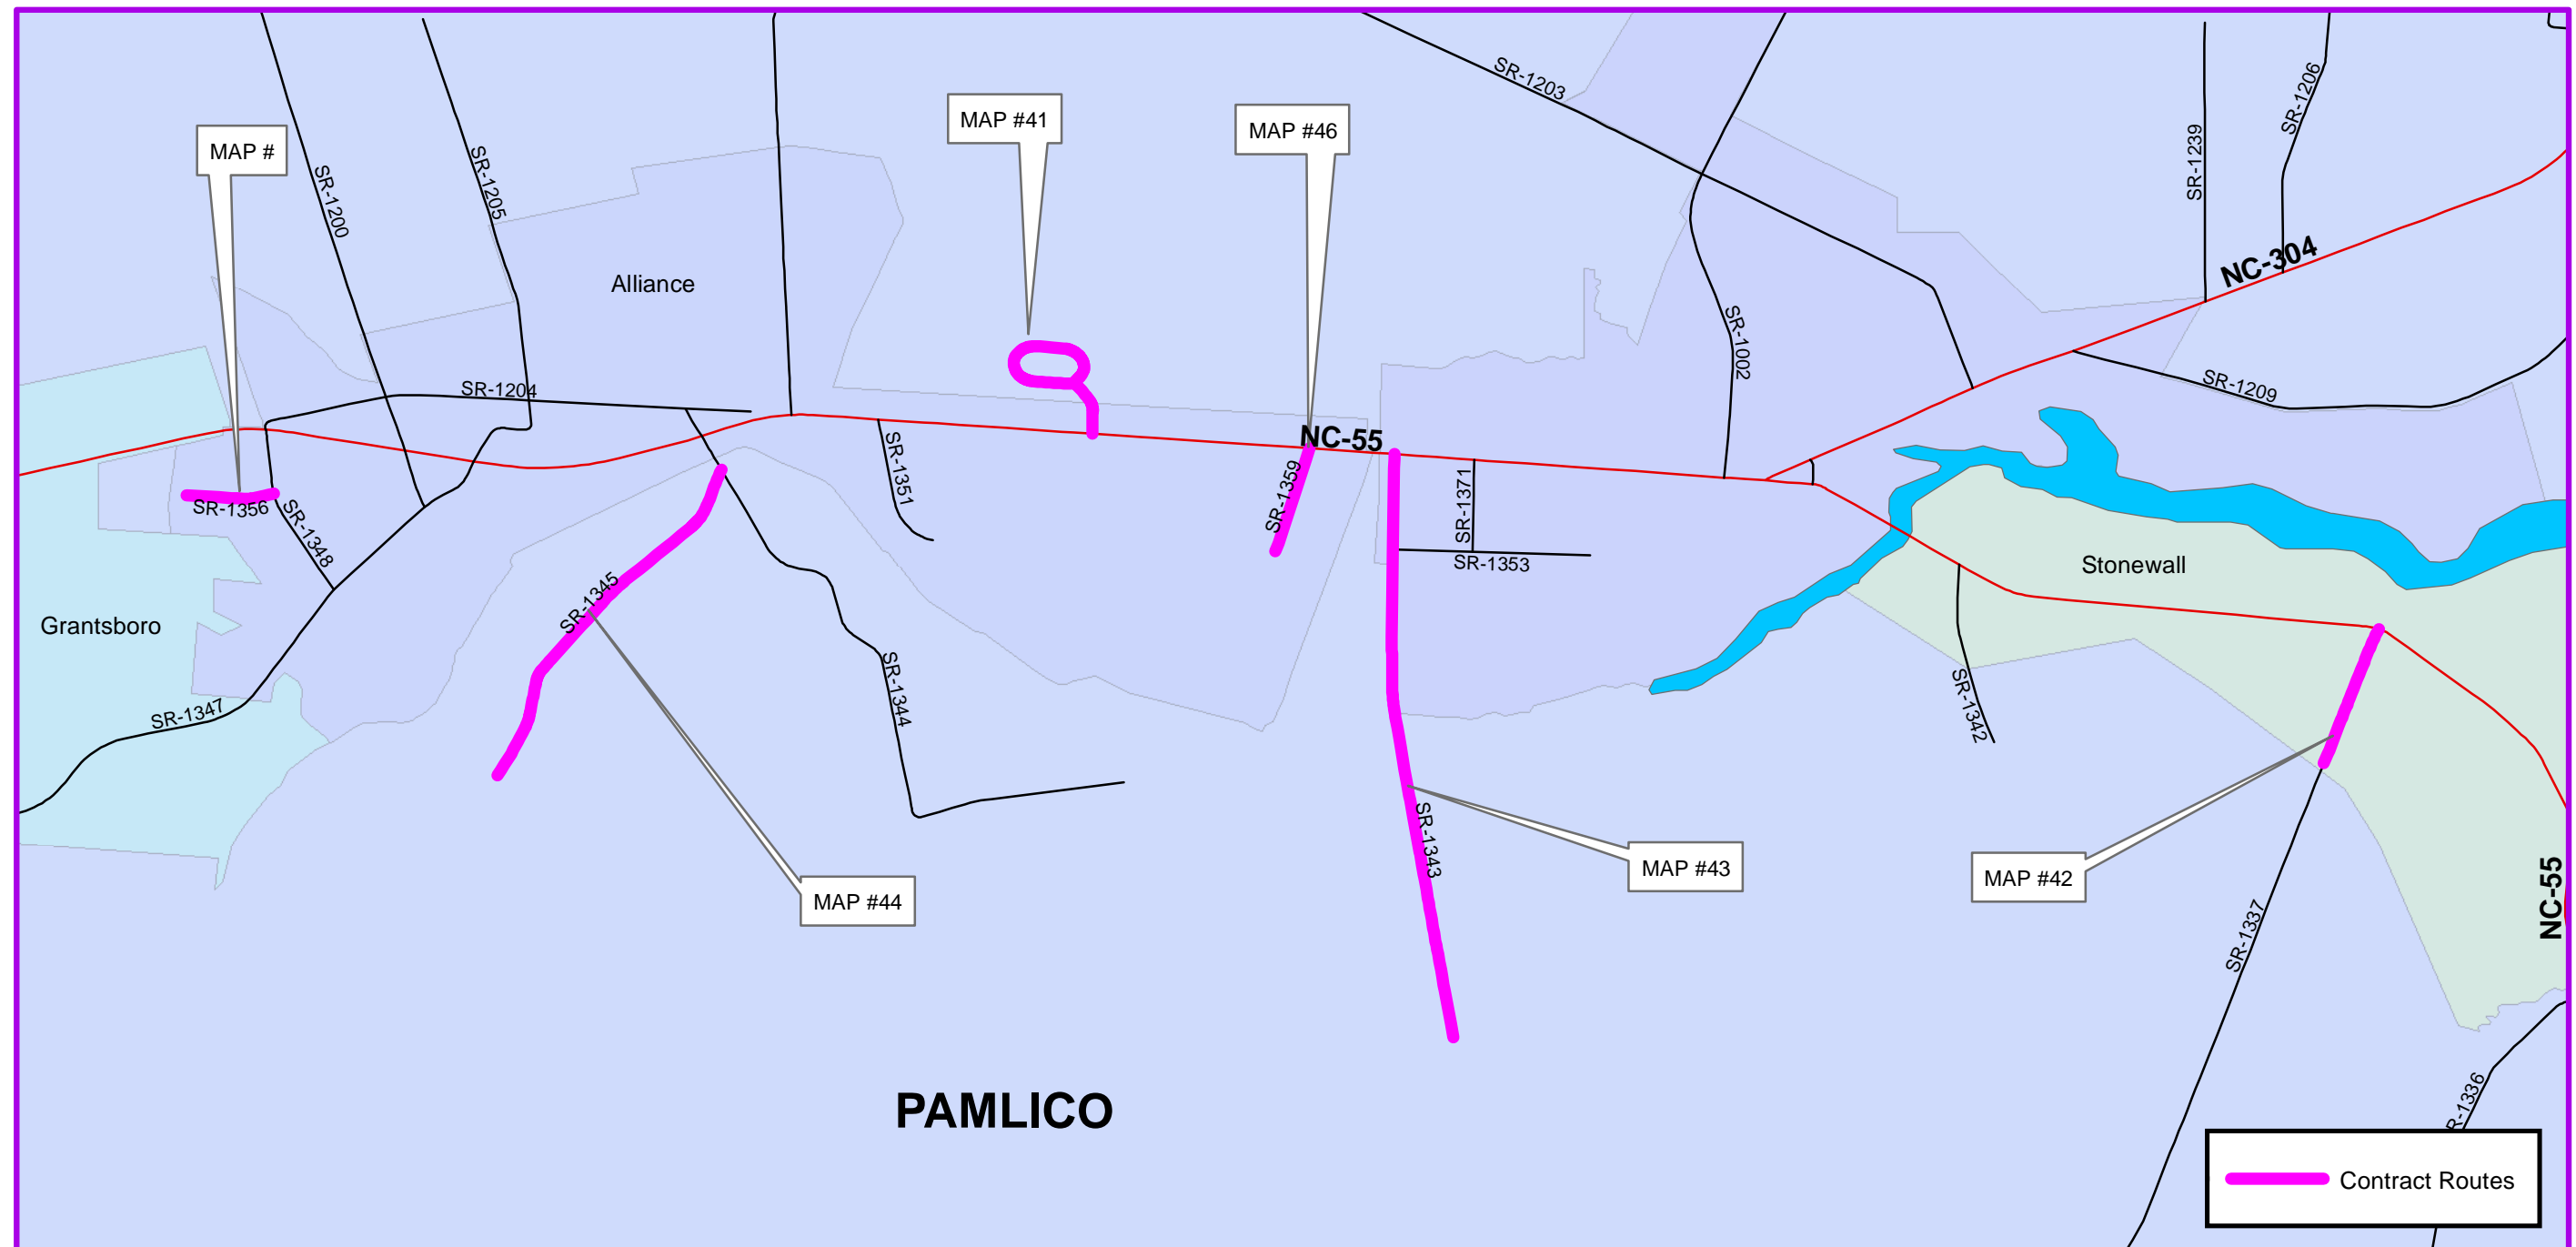 SR-1203
SR-1206
MAP #41
MAP #46
MAP #
SR-1200
SR-1205
SR-1239
NC-304
Alliance
SR-1002
SR-1204
SR-1209
NC-55
SR-1351
SR-1359
SR-1371
SR-1356
SR-1348
SR-1353
Stonewall
SR-1345
Grantsboro
SR-1344
SR-1342
SR-1347
SR-1343
MAP #43
MAP #42
MAP #44
NC-55
SR-1337
PAMLICO
R-1336
Contract Routes